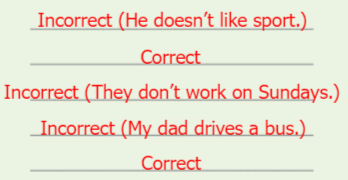 Incorrect (He doesn’t like sport.)
Correct
Incorrect (They don’t work on Sundays.)
Incorrect (My dad drives a bus.)
Correct